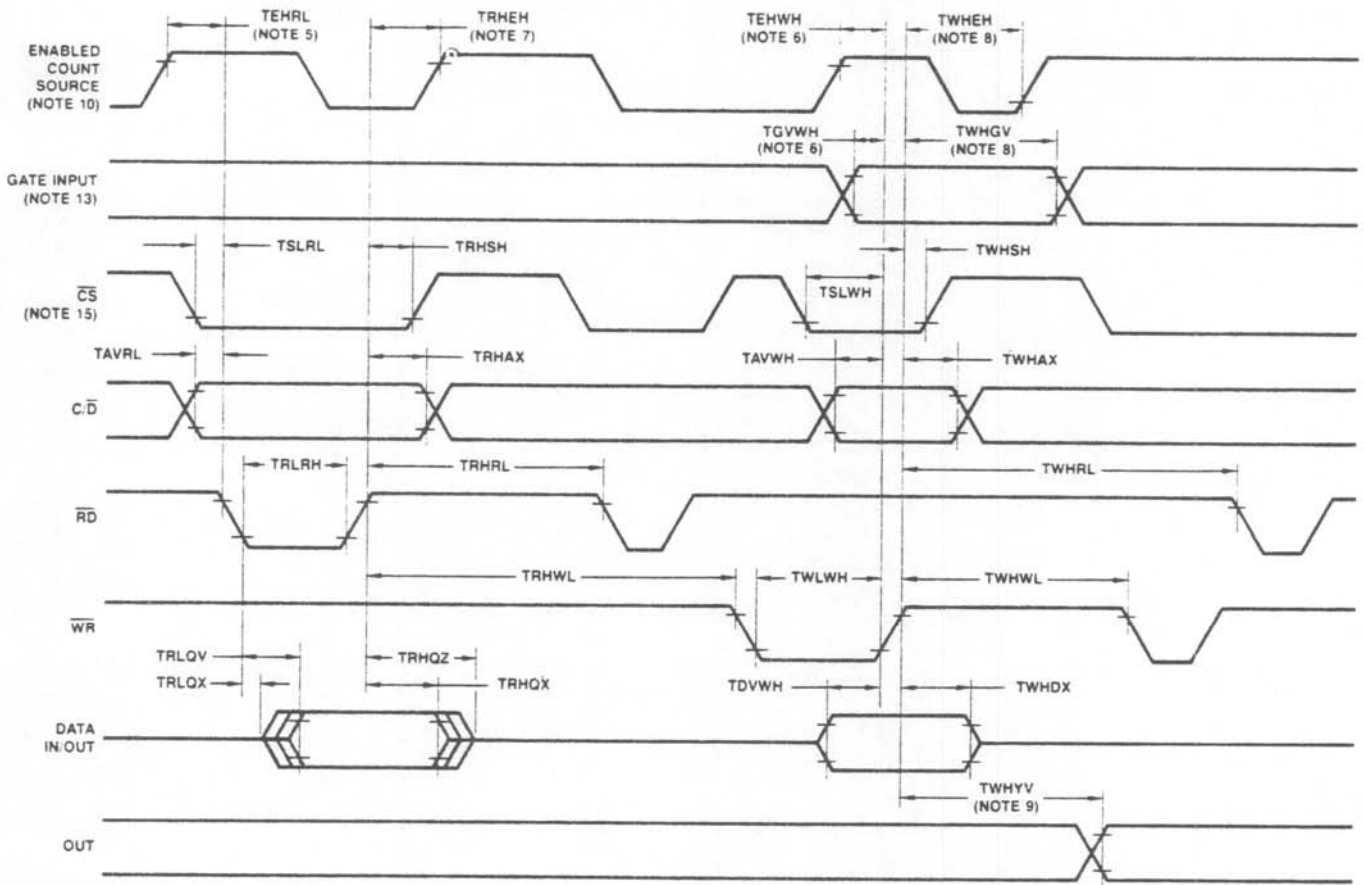 TEHRL
(NOTE 5)
TRHEH
(NOTE 7)
TEHWH
(NOTE 6)
TWHEH
(NOTE 8)
ENABLED
COUNT
SOURCE
(NOTE 10)
TGVWH
(NOTE 6)
TWHGV
(NOTE 8)
GATE INPUT
(NOTE 13)
TSLRL
TRHSH
TSLWH
TWHSH
CS
(NOTE 15)
TAVRL
TRHAX
TAVWH
TWHAX
C/D
TRLRH
TRHRL
TWHRL
RD
TRHWL
TWLWH
TWHWL
WR
TRLQV
TRHQZ
TRLQX
TRHQX
TDVWH
TWHDX
DATA
IN/OUT
TWHYV
(NOTE 9)
OUT